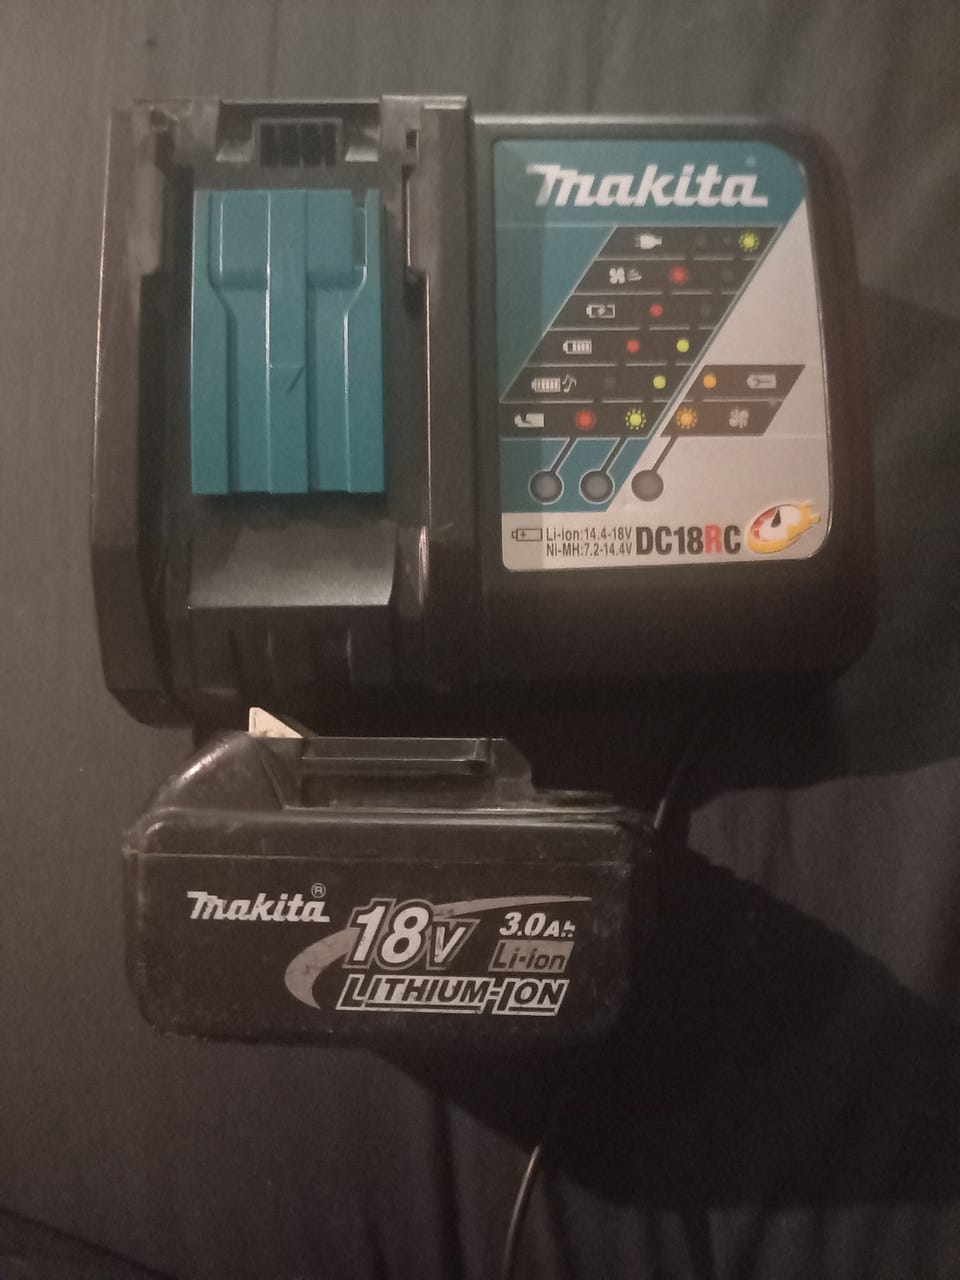 makita
Li-ion:14.4-18V
Ni-MH:7.2-14.4V
DC18RC
makita®
18V
3.0Ah
Li-ion
LITHIUM-ION